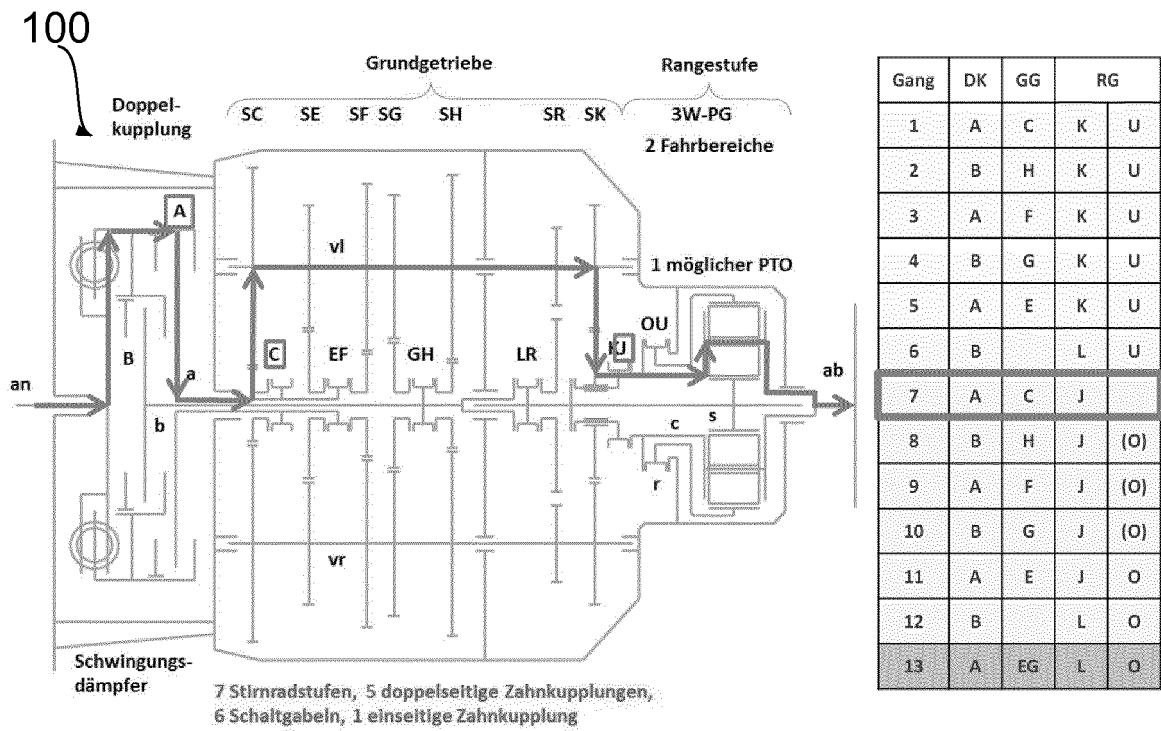 100
Grundgetriebe
Rangestufe
Doppel-
kupplung
SC SE SF SG SH SR SK 3W-PG
2 Fahrbereiche
A
vl
1 möglicher PTO
OU
B
C
EF
GH
LR
J
an
a
ab
b
c
s
r
vr
Schwingungs-
dämpfer
7 Stirnradstufen, 5 doppelseitige Zahnkupplungen,
6 Schaltgabeln, 1 einseitige Zahnkupplung
Gang DK GG RG
1 A C K U
2 B H K U
3 A F K U
4 B G K U
5 A E K U
6 B L U
7 A C J
8 B H J (O)
9 A F J (O)
10 B G J (O)
11 A E J O
12 B L O
13 A EG L O